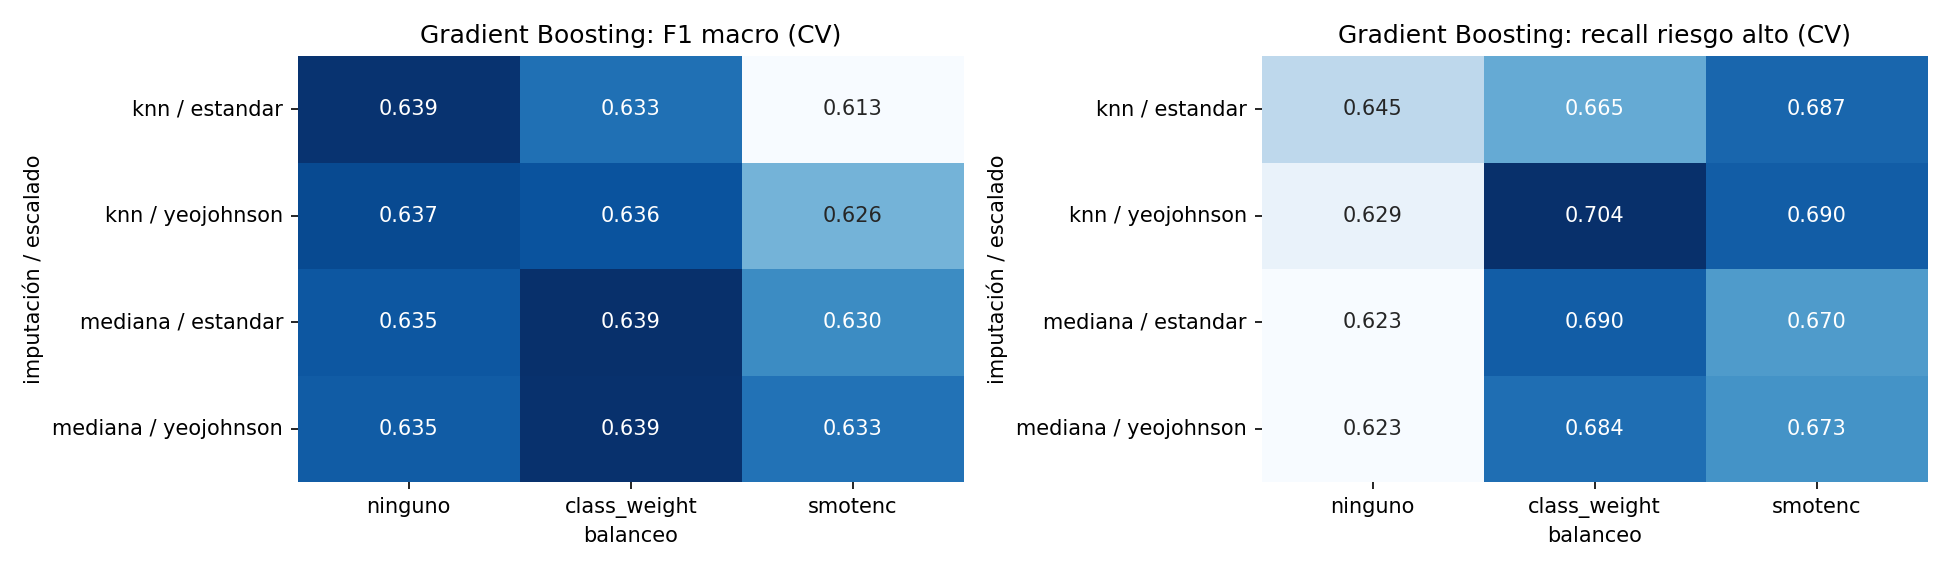 Gradient Boosting: F1 macro (CV)
imputación / escalado
knn / estandar 0.639 0.633 0.613
knn / yeojohnson 0.637 0.636 0.626
mediana / estandar 0.635 0.639 0.630
mediana / yeojohnson 0.635 0.639 0.633
ninguno class_weight smotenc
balanceo
Gradient Boosting: recall riesgo alto (CV)
imputación / escalado
knn / estandar 0.645 0.665 0.687
knn / yeojohnson 0.629 0.704 0.690
mediana / estandar 0.623 0.690 0.670
mediana / yeojohnson 0.623 0.684 0.673
ninguno class_weight smotenc
balanceo